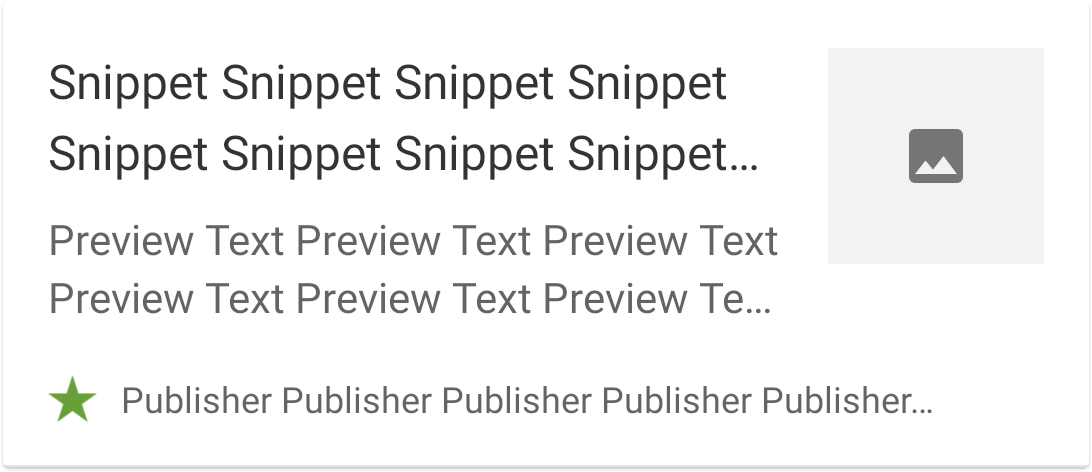 Snippet Snippet Snippet Snippet
Snippet Snippet Snippet Snippet...
Preview Text Preview Text Preview Text
Preview Text Preview Text Preview Te...
Publisher Publisher Publisher Publisher Publisher...